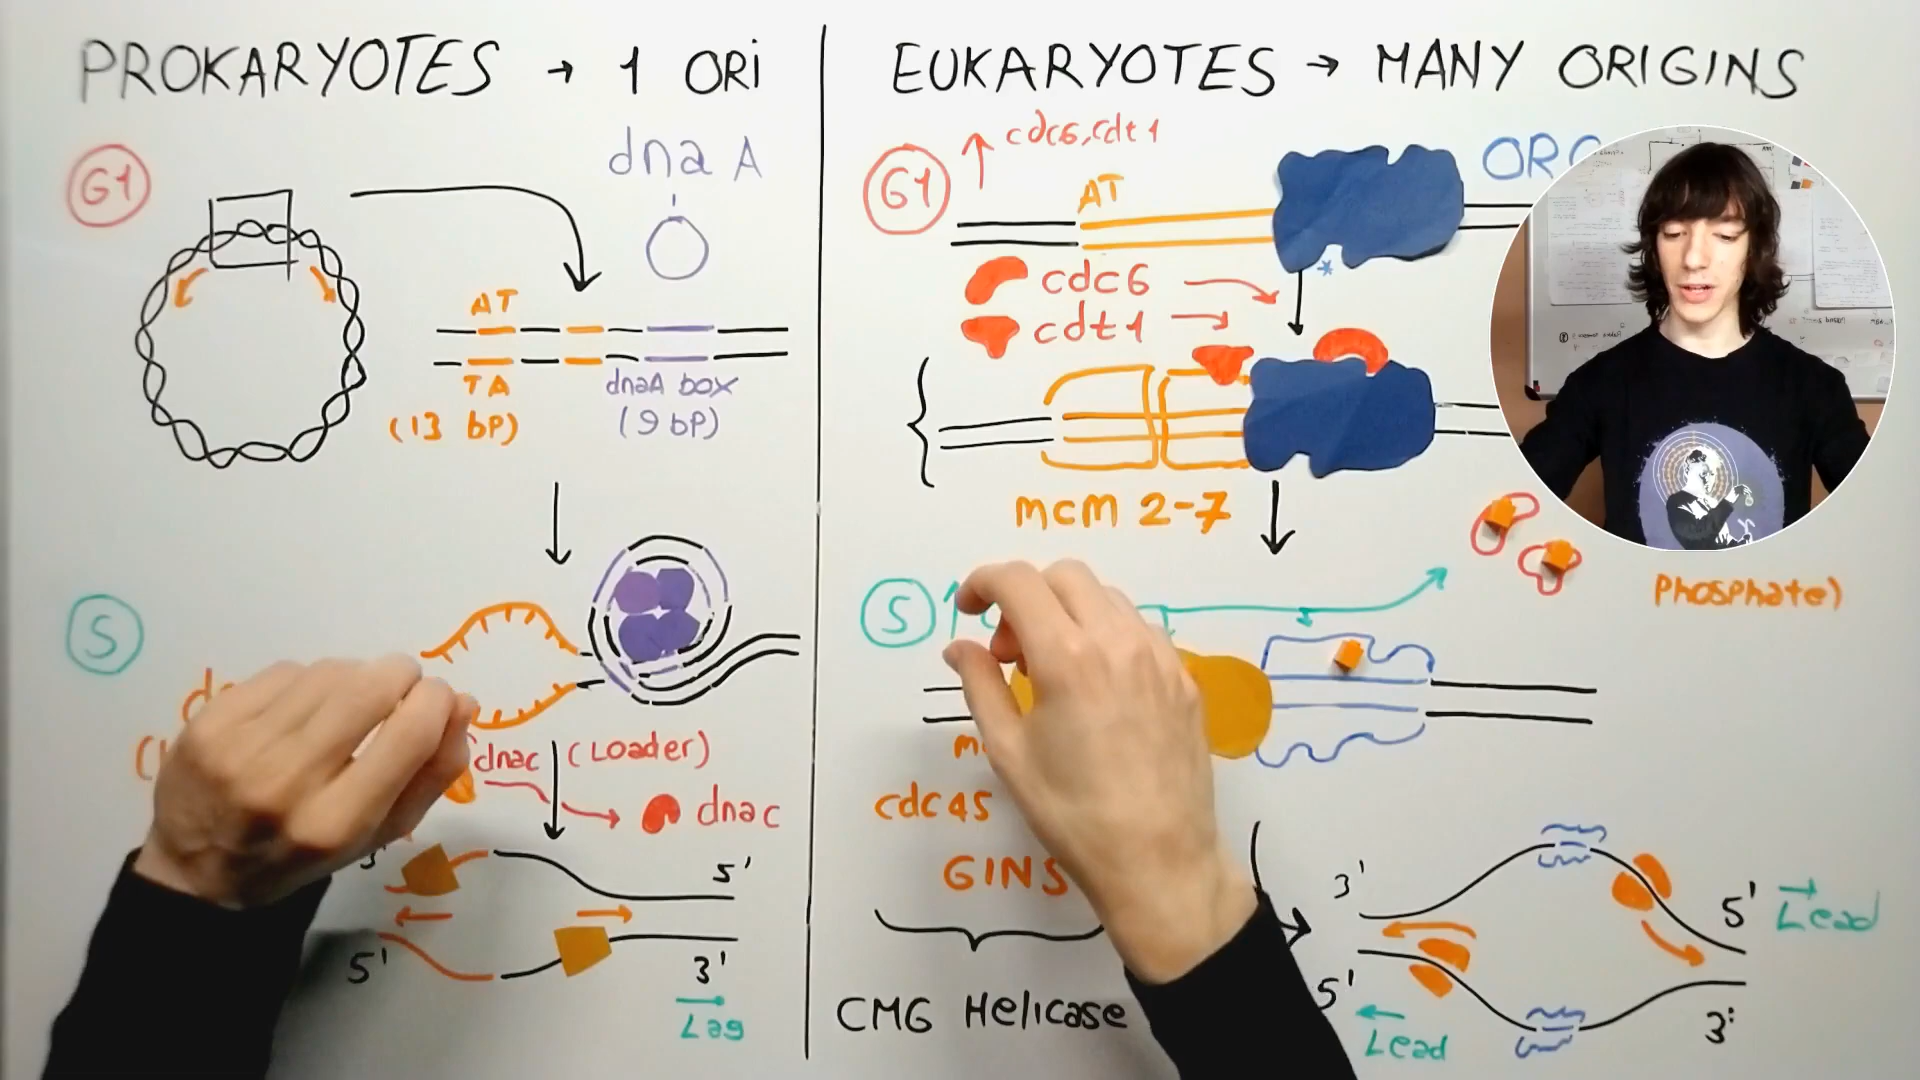 PROKARYOTES → 1 ORi
G1
dna A
AT
TA
(13 bP)
dnaA box
(9 bP)
S
dnac (Loader)
dnac
5'
5'
3'
Lag
EUKARYOTES → MANY ORIGINS
G1
↑ cdc6, cdt1
AT
cdc6
cdt1
mcm 2-7
S
Phosphate)
cdc45
GINS
CMG Helicase
3'
5'
Lead
5'
Lead
3'